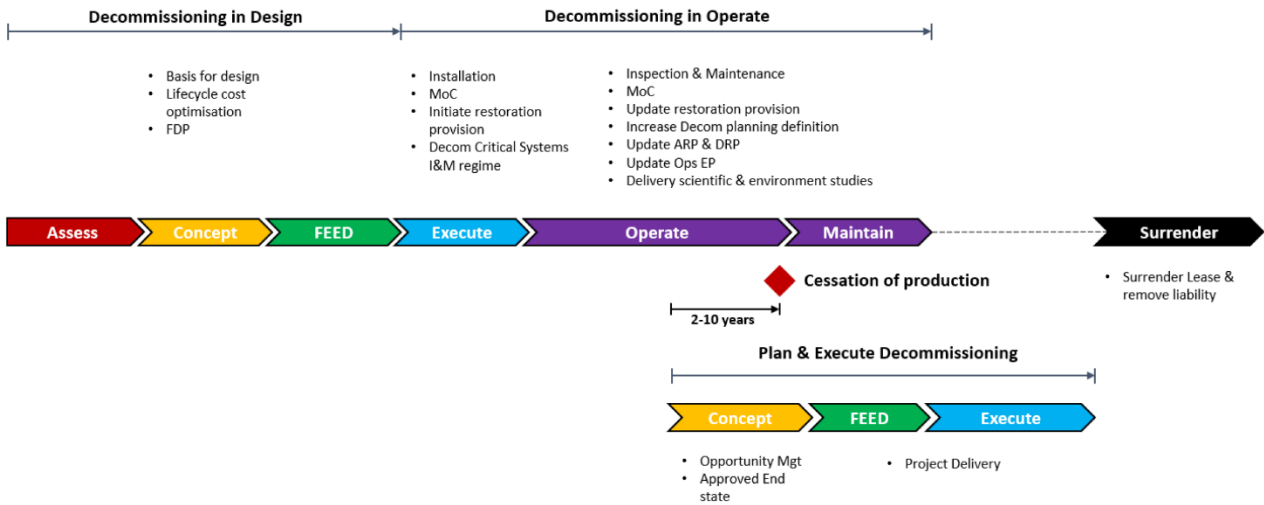 Decommissioning in Design
Decommissioning in Operate
• Basis for design
• Lifecycle cost
optimisation
• FDP
• Installation
• MoC
• Initiate restoration
provision
• Decom Critical Systems
I&M regime
• Inspection & Maintenance
• MoC
• Update restoration provision
• Increase Decom planning definition
• Update ARP & DRP
• Update Ops EP
• Delivery scientific & environment studies
Assess
Concept
FEED
Execute
Operate
Maintain
Surrender
Cessation of production
• Surrender Lease &
remove liability
2-10 years
Plan & Execute Decommissioning
Concept
FEED
Execute
• Opportunity Mgt
• Approved End
state
• Project Delivery